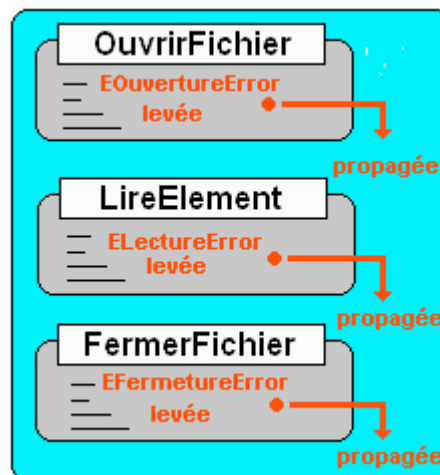 OuvrirFichier
EOuvertureError
levée
propagée
LireElement
ELectureError
levée
propagée
FermerFichier
EFermetureError
levée
propagée